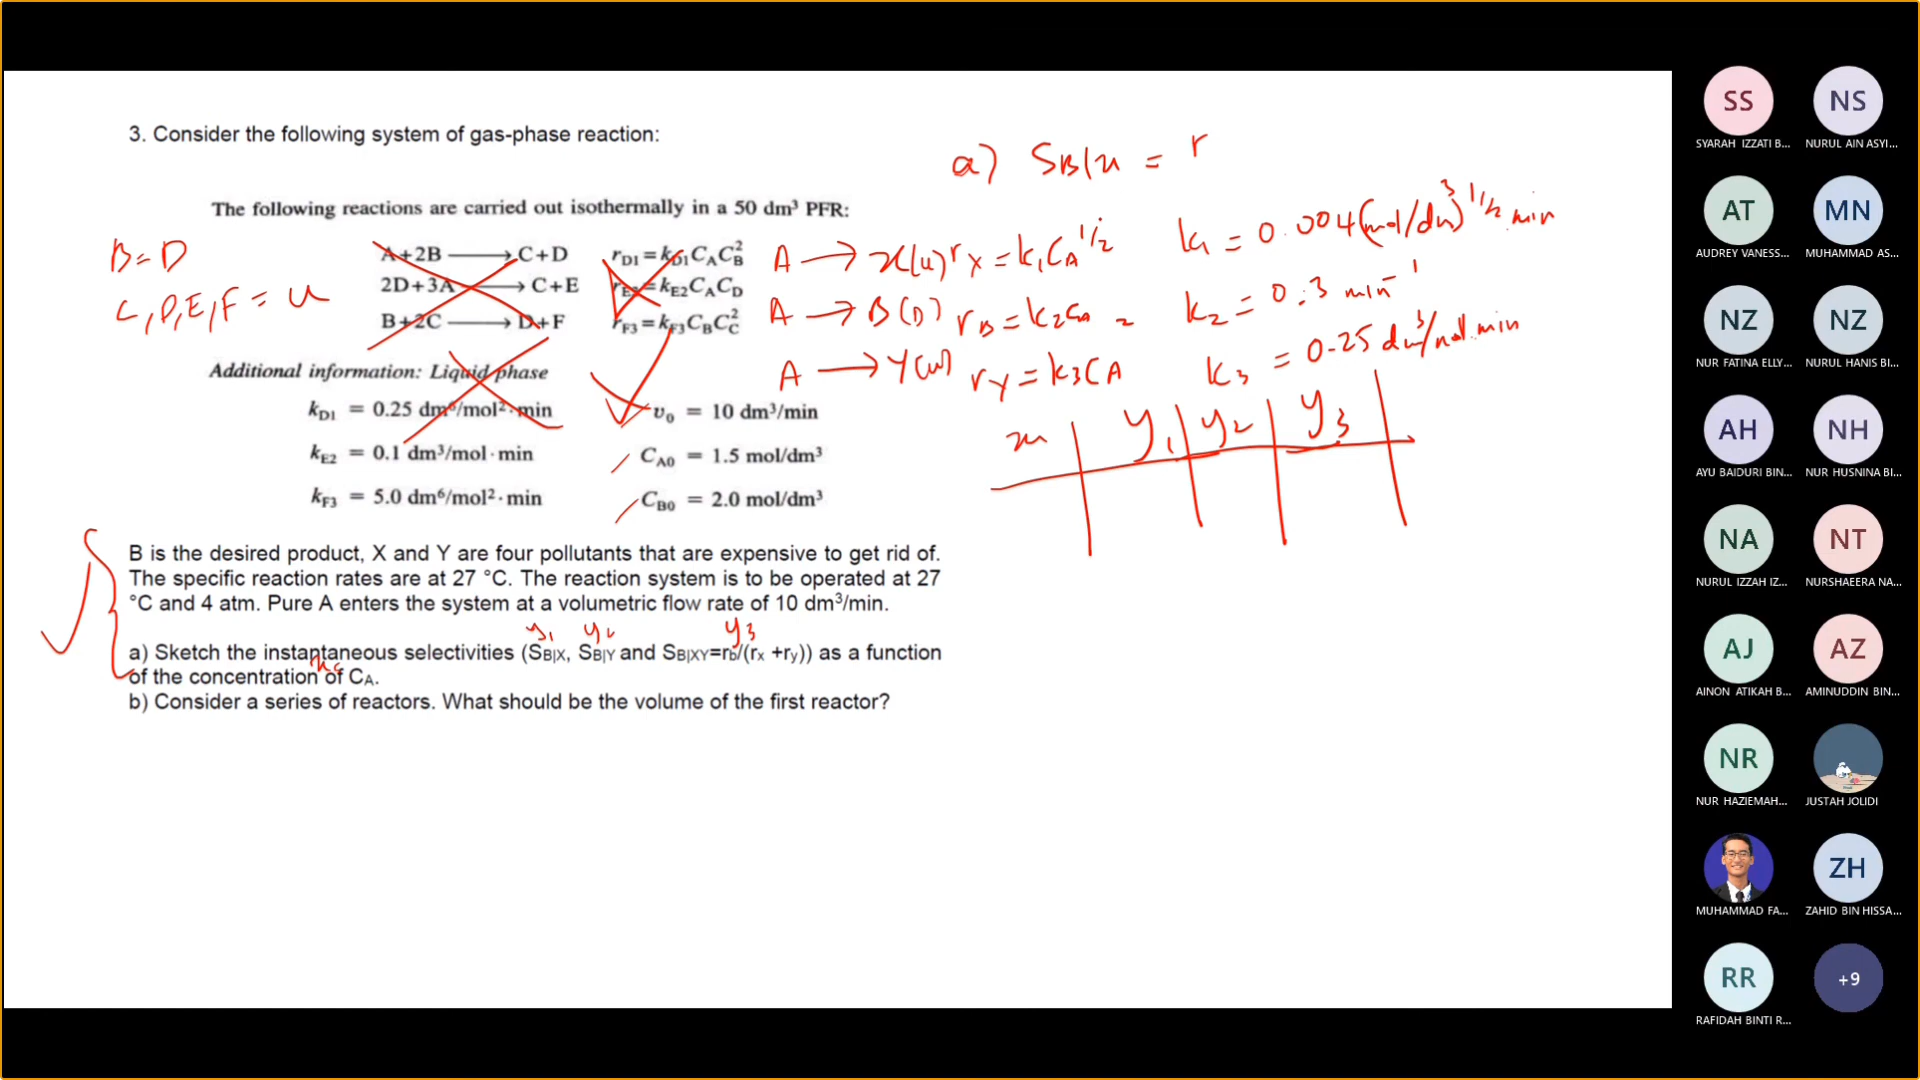 3. Consider the following system of gas-phase reaction:
The following reactions are carried out isothermally in a 50 dm³ PFR:
A+2B ⟶ C+D r_D1 = k_D1 C_A C_B²
2D+3A ⟶ C+E r_E2 = k_E2 C_A C_D
B+2C ⟶ D+F r_F3 = k_F3 C_B C_C²
B = D
C, D, E, F = u
Additional information: Liquid phase
k_D1 = 0.25 dm⁶/mol²·min υ₀ = 10 dm³/min
k_E2 = 0.1 dm³/mol·min C_A0 = 1.5 mol/dm³
k_F3 = 5.0 dm⁶/mol²·min C_B0 = 2.0 mol/dm³
a) S_B/x = r
A → x(u) r_X = k₁C_A^1/2 k₁ = 0.004 (mol/dm³)^1/2 . min
A → B(D) r_B = k₂C_A k₂ = 0.3 min⁻¹
A → Y(u) r_Y = k₃C_A k₃ = 0.25 dm³/mol.min
x y₁ y₂ y₃
B is the desired product, X and Y are four pollutants that are expensive to get rid of.
The specific reaction rates are at 27 °C. The reaction system is to be operated at 27
°C and 4 atm. Pure A enters the system at a volumetric flow rate of 10 dm³/min.
y₁ y₂ y₃
a) Sketch the instantaneous selectivities (S_B|X, S_B|Y and S_B|XY=r_b/(r_x +r_y)) as a function
of the concentration of C_A.
b) Consider a series of reactors. What should be the volume of the first reactor?
SS
SYARAH IZZATI B...
NS
NURUL AIN ASYI...
AT
AUDREY VANESS...
MN
MUHAMMAD AS...
NZ
NUR FATINA ELLY...
NZ
NURUL HANIS BI...
AH
AYU BAIDURI BIN...
NH
NUR HUSNINA BI...
NA
NURUL IZZAH IZ...
NT
NURSHAEERA NA...
AJ
AINON ATIKAH B...
AZ
AMINUDDIN BIN...
NR
NUR HAZIEMAH...
JUSTAH JOLIDI
MUHAMMAD FA...
ZH
ZAHID BIN HISSA...
RR
RAFIDAH BINTI R...
+9